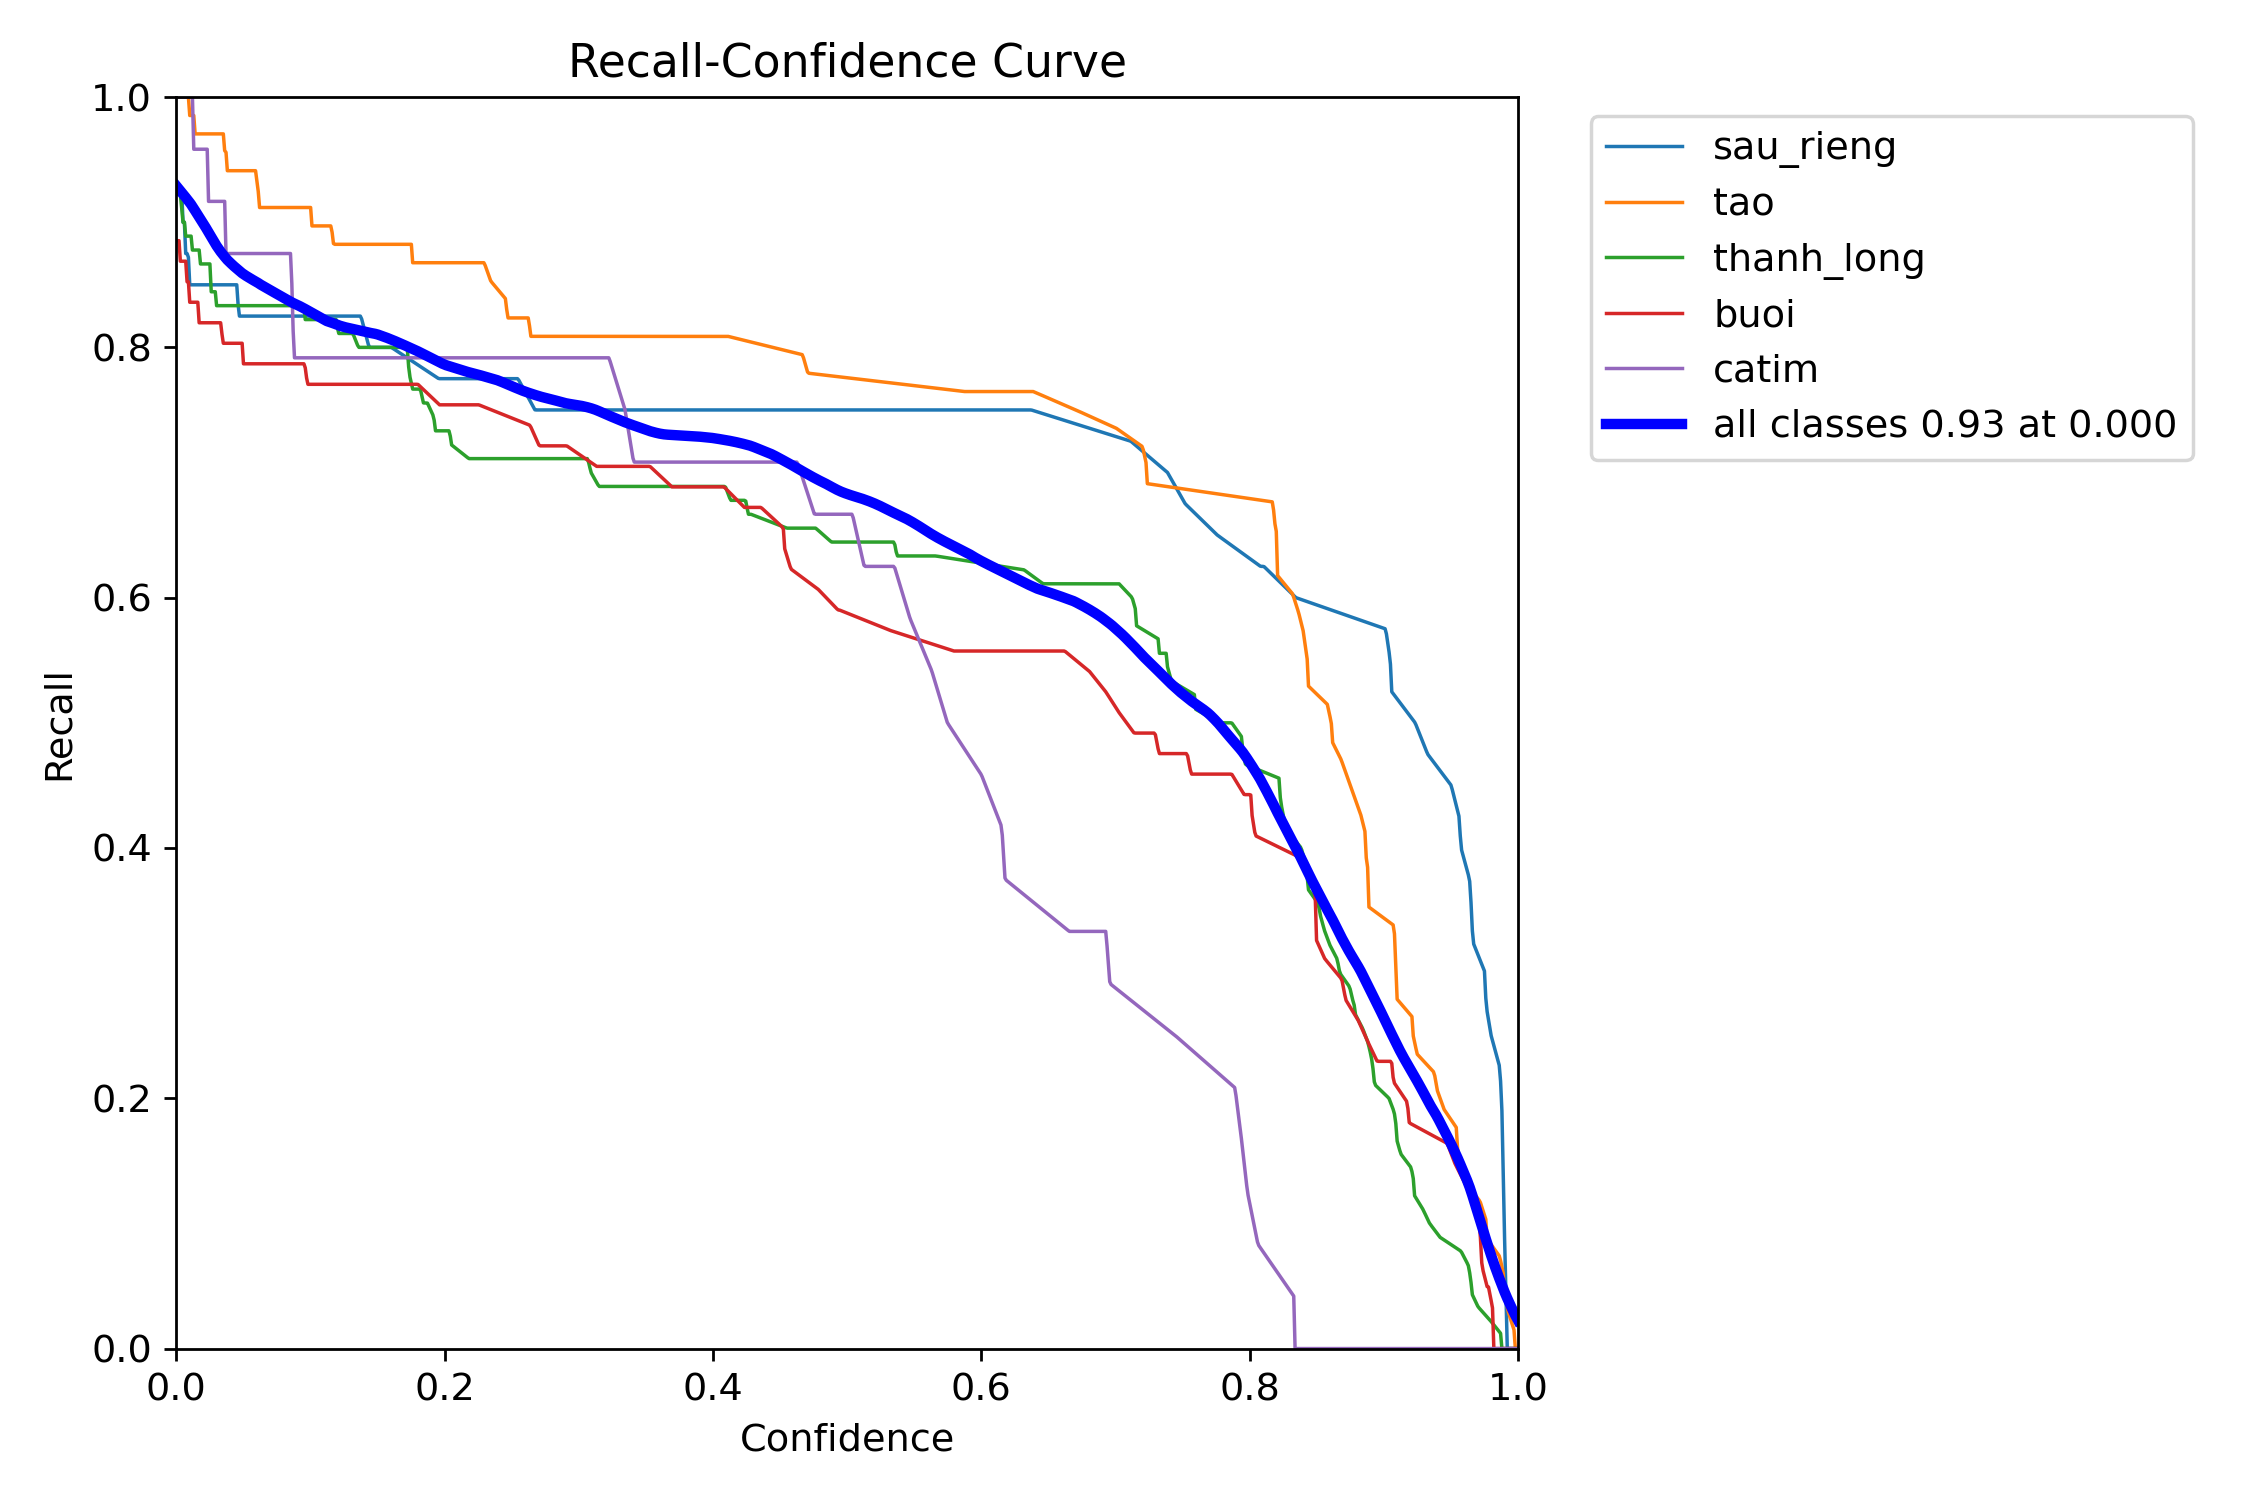 Recall-Confidence Curve
1.0
0.8
0.6
0.4
0.2
0.0
Recall
0.0 0.2 0.4 0.6 0.8 1.0
Confidence
sau_rieng
tao
thanh_long
buoi
catim
all classes 0.93 at 0.000